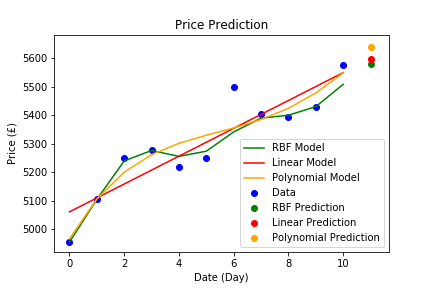 Price Prediction
Price (£)
5600
5500
5400
5300
5200
5100
5000
0
2
4
6
8
10
Date (Day)
RBF Model
Linear Model
Polynomial Model
Data
RBF Prediction
Linear Prediction
Polynomial Prediction